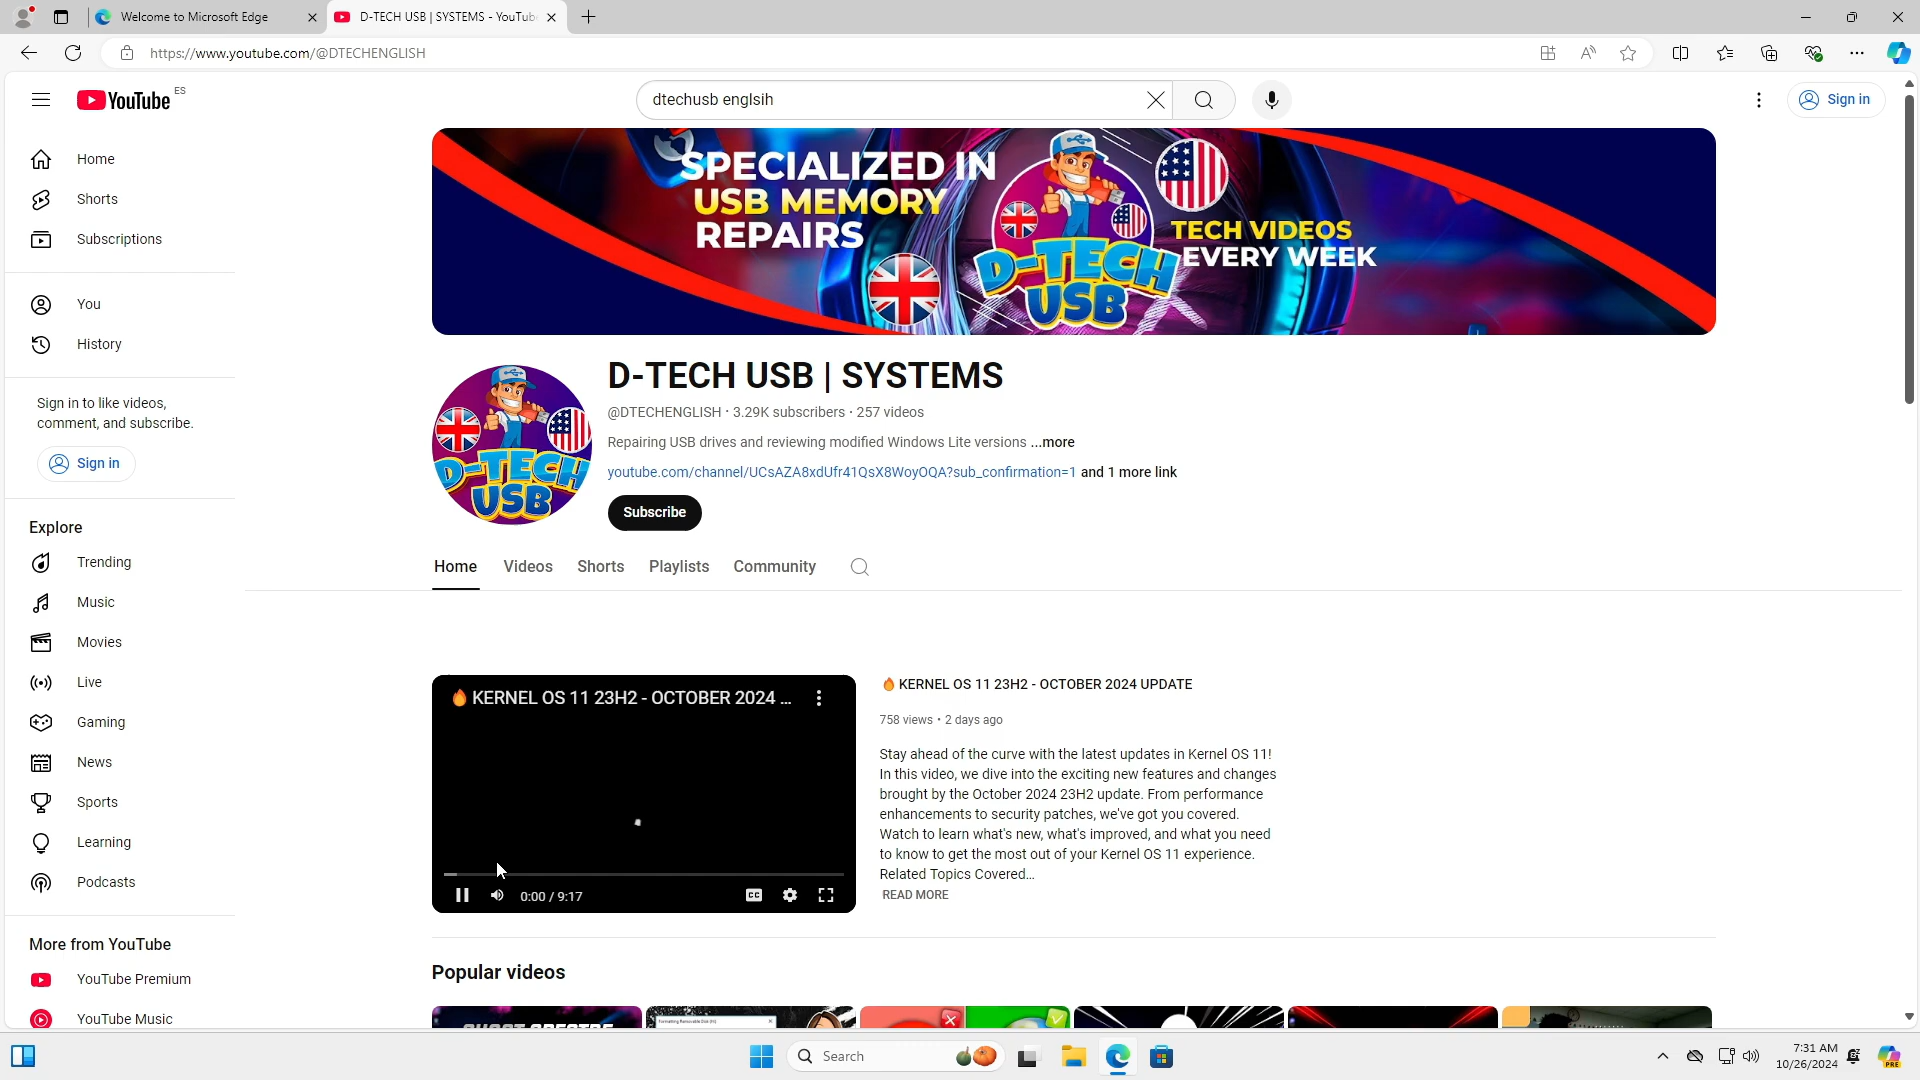 Welcome to Microsoft Edge
D-TECH USB | SYSTEMS - YouTub
https://www.youtube.com/@DTECHENGLISH
YouTube ES
dtechusb englsih
Sign in
Home
Shorts
Subscriptions
You
History
Sign in to like videos,
comment, and subscribe.
Sign in
Explore
Trending
Music
Movies
Live
Gaming
News
Sports
Learning
Podcasts
More from YouTube
YouTube Premium
YouTube Music
SPECIALIZED IN
USB MEMORY
REPAIRS
D-TECH
USB
TECH VIDEOS
EVERY WEEK
D-TECH
USB
D-TECH USB | SYSTEMS
@DTECHENGLISH · 3.29K subscribers · 257 videos
Repairing USB drives and reviewing modified Windows Lite versions ...more
youtube.com/channel/UCsAZA8xdUfr41QsX8WoyOQA?sub_confirmation=1 and 1 more link
Subscribe
Home Videos Shorts Playlists Community
🔥 KERNEL OS 11 23H2 - OCTOBER 2024 ...
0:00 / 9:17
CC
🔥 KERNEL OS 11 23H2 - OCTOBER 2024 UPDATE
758 views • 2 days ago
Stay ahead of the curve with the latest updates in Kernel OS 11!
In this video, we dive into the exciting new features and changes
brought by the October 2024 23H2 update. From performance
enhancements to security patches, we've got you covered.
Watch to learn what's new, what's improved, and what you need
to know to get the most out of your Kernel OS 11 experience.
Related Topics Covered...
READ MORE
Popular videos
Search
7:31 AM
10/26/2024
PRE